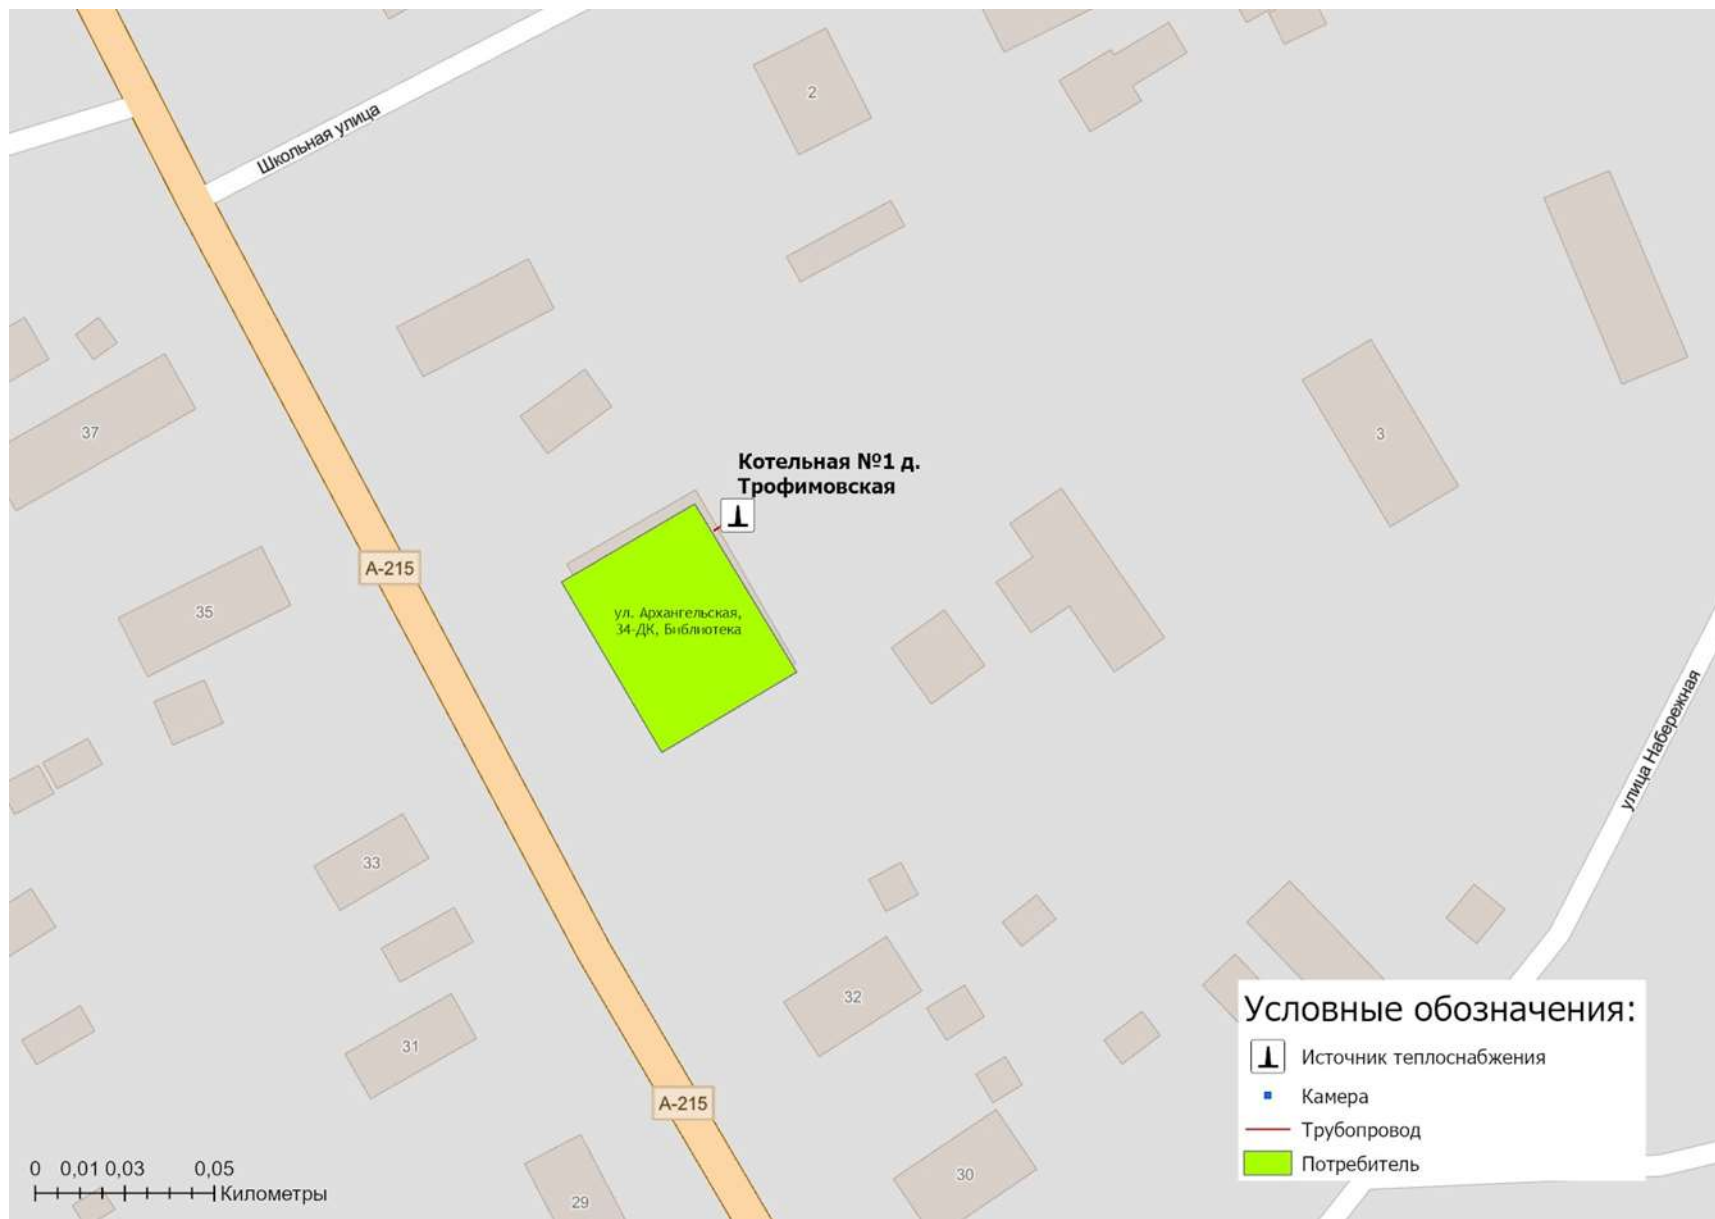 2
Школьная улица
37
3
Котельная №1 д.
Трофимовская
А-215
35
ул. Архангельская,
34-ДК, Библиотека
улица Набережная
33
32
31
А-215
30
29
Условные обозначения:
Источник теплоснабжения
Камера
Трубопровод
Потребитель
0 0,01 0,03 0,05
Километры